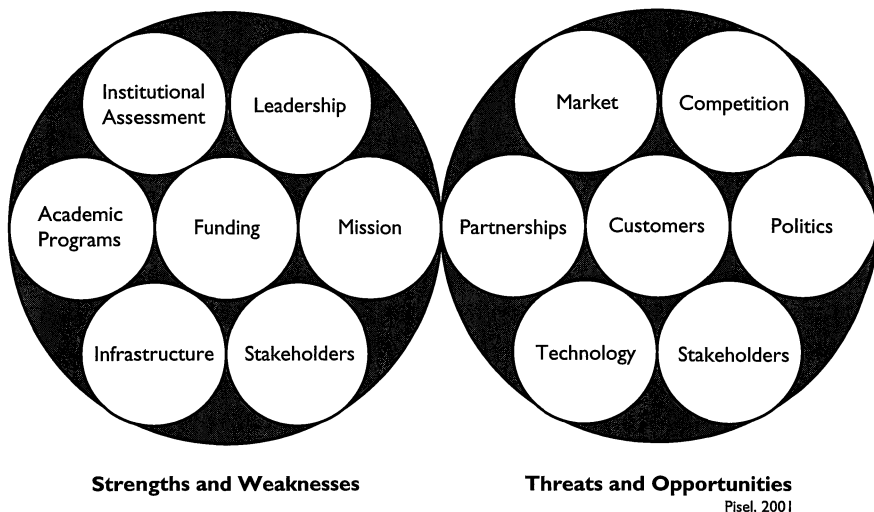 Institutional
Assessment
Leadership
Academic
Programs
Funding
Mission
Infrastructure
Stakeholders
Market
Competition
Partnerships
Customers
Politics
Technology
Stakeholders
Strengths and Weaknesses
Threats and Opportunities
Pisel, 2001